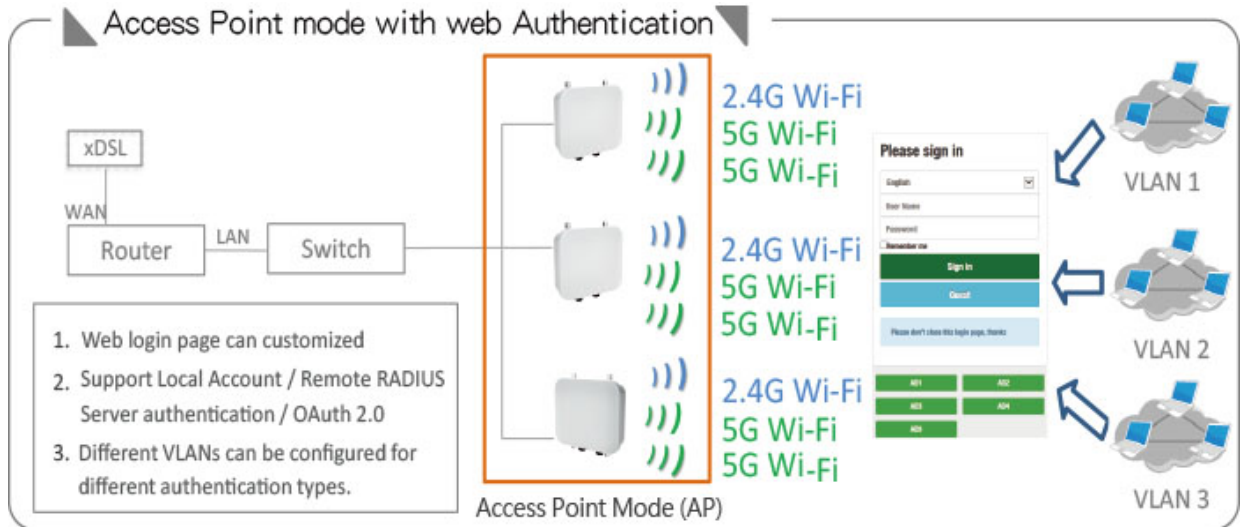 Access Point mode with web Authentication
xDSL
WAN
Router
LAN
Switch
1. Web login page can customized
2. Support Local Account / Remote RADIUS
Server authentication / OAuth 2.0
3. Different VLANs can be configured for
different authentication types.
2.4G Wi-Fi
5G Wi-Fi
5G Wi-Fi
2.4G Wi-Fi
5G Wi-Fi
5G Wi-Fi
2.4G Wi-Fi
5G Wi-Fi
5G Wi-Fi
Access Point Mode (AP)
Please sign in
English
User Name
Password
Remember me
Sign in
Please don't close this login page, thanks
AD1 AD2
AD3 AD4
AD5
VLAN 1
VLAN 2
VLAN 3